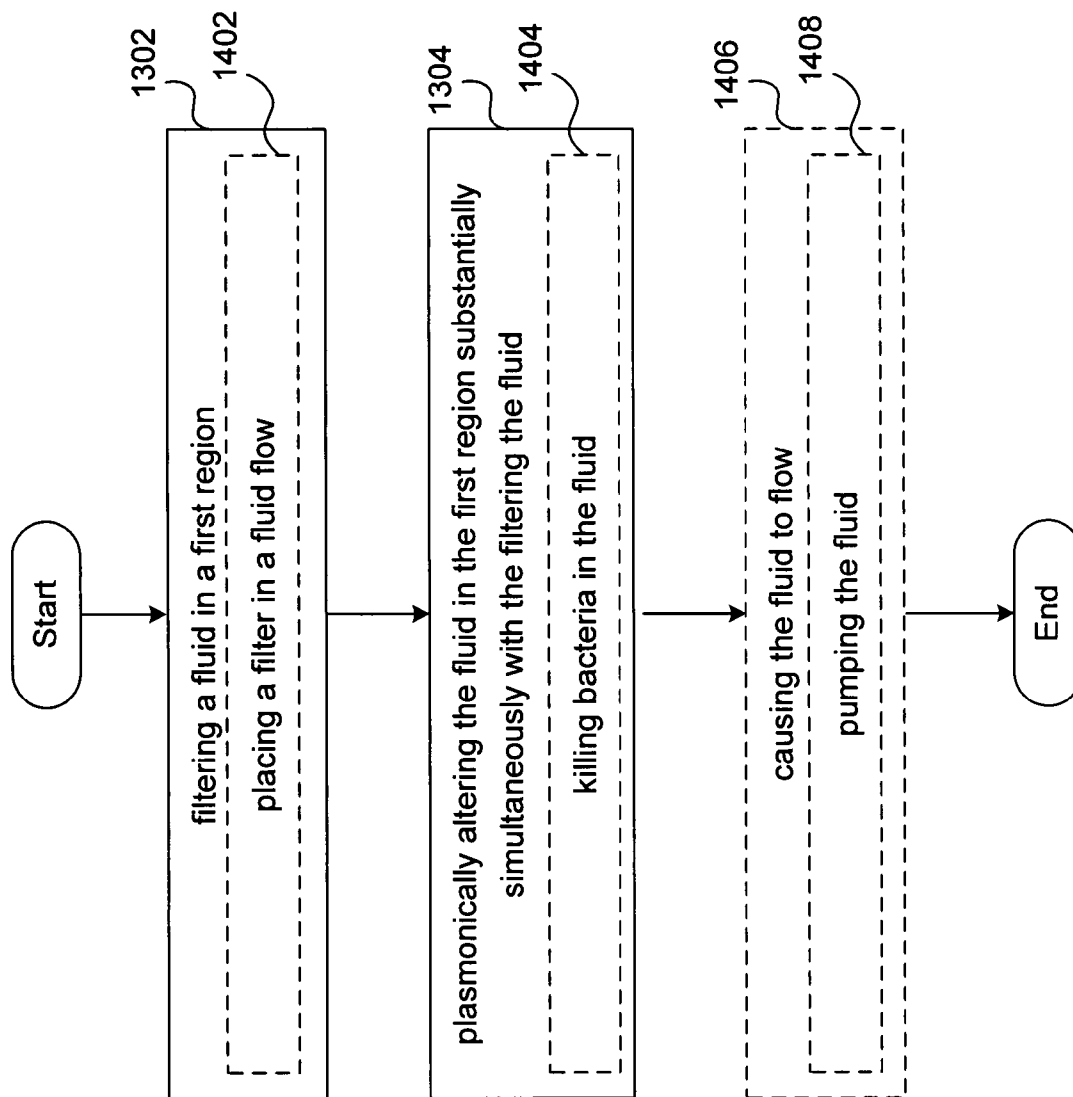 Start
1302
filtering a fluid in a first region
1402
placing a filter in a fluid flow
1304
plasmonically altering the fluid in the first region substantially
simultaneously with the filtering the fluid
1404
killing bacteria in the fluid
1406
causing the fluid to flow
1408
pumping the fluid
End